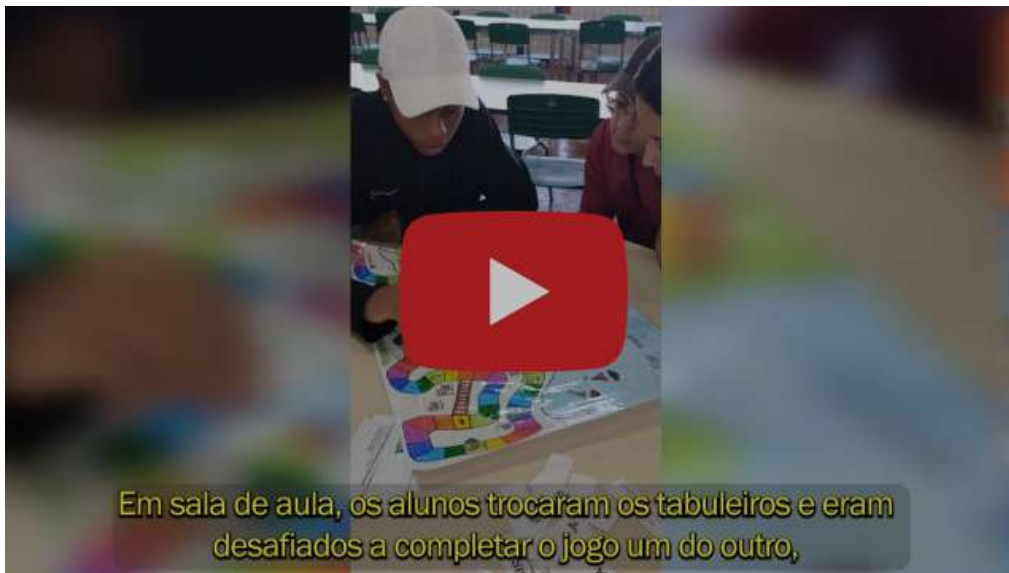 Em sala de aula, os alunos trocaram os tabuleiros e eram
desafiados a completar o jogo um do outro,